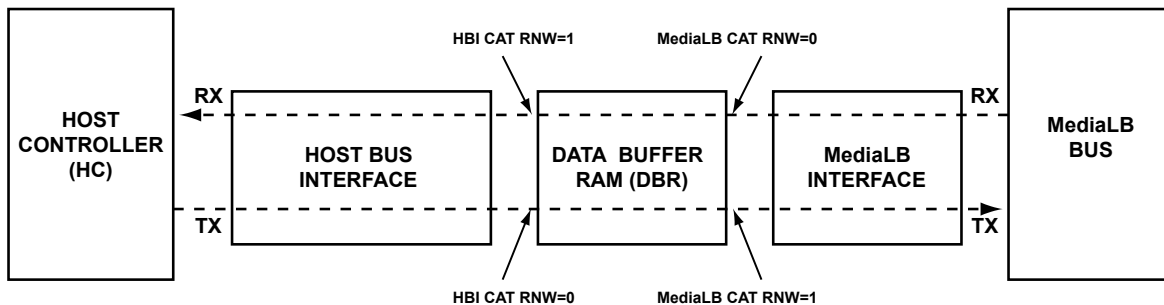 HBI CAT RNW=1
MediaLB CAT RNW=0
RX
RX
HOST
CONTROLLER
(HC)
HOST BUS
INTERFACE
DATA BUFFER
RAM (DBR)
MediaLB
INTERFACE
MediaLB
BUS
TX
TX
HBI CAT RNW=0
MediaLB CAT RNW=1